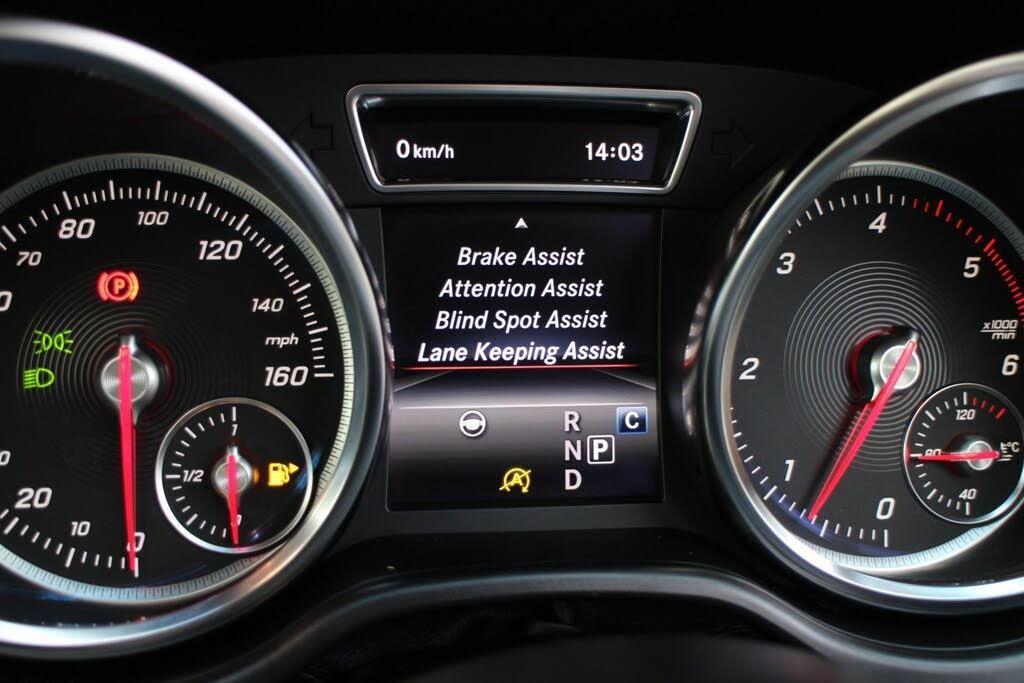 0 km/h 14:03
Brake Assist
Attention Assist
Blind Spot Assist
Lane Keeping Assist
R C
N P
A
D
0
10
20
70
80
100
120
140
mph
160
P
1
1/2
0
1
2
3
4
5
6
x1000
min
120
80 °C
40